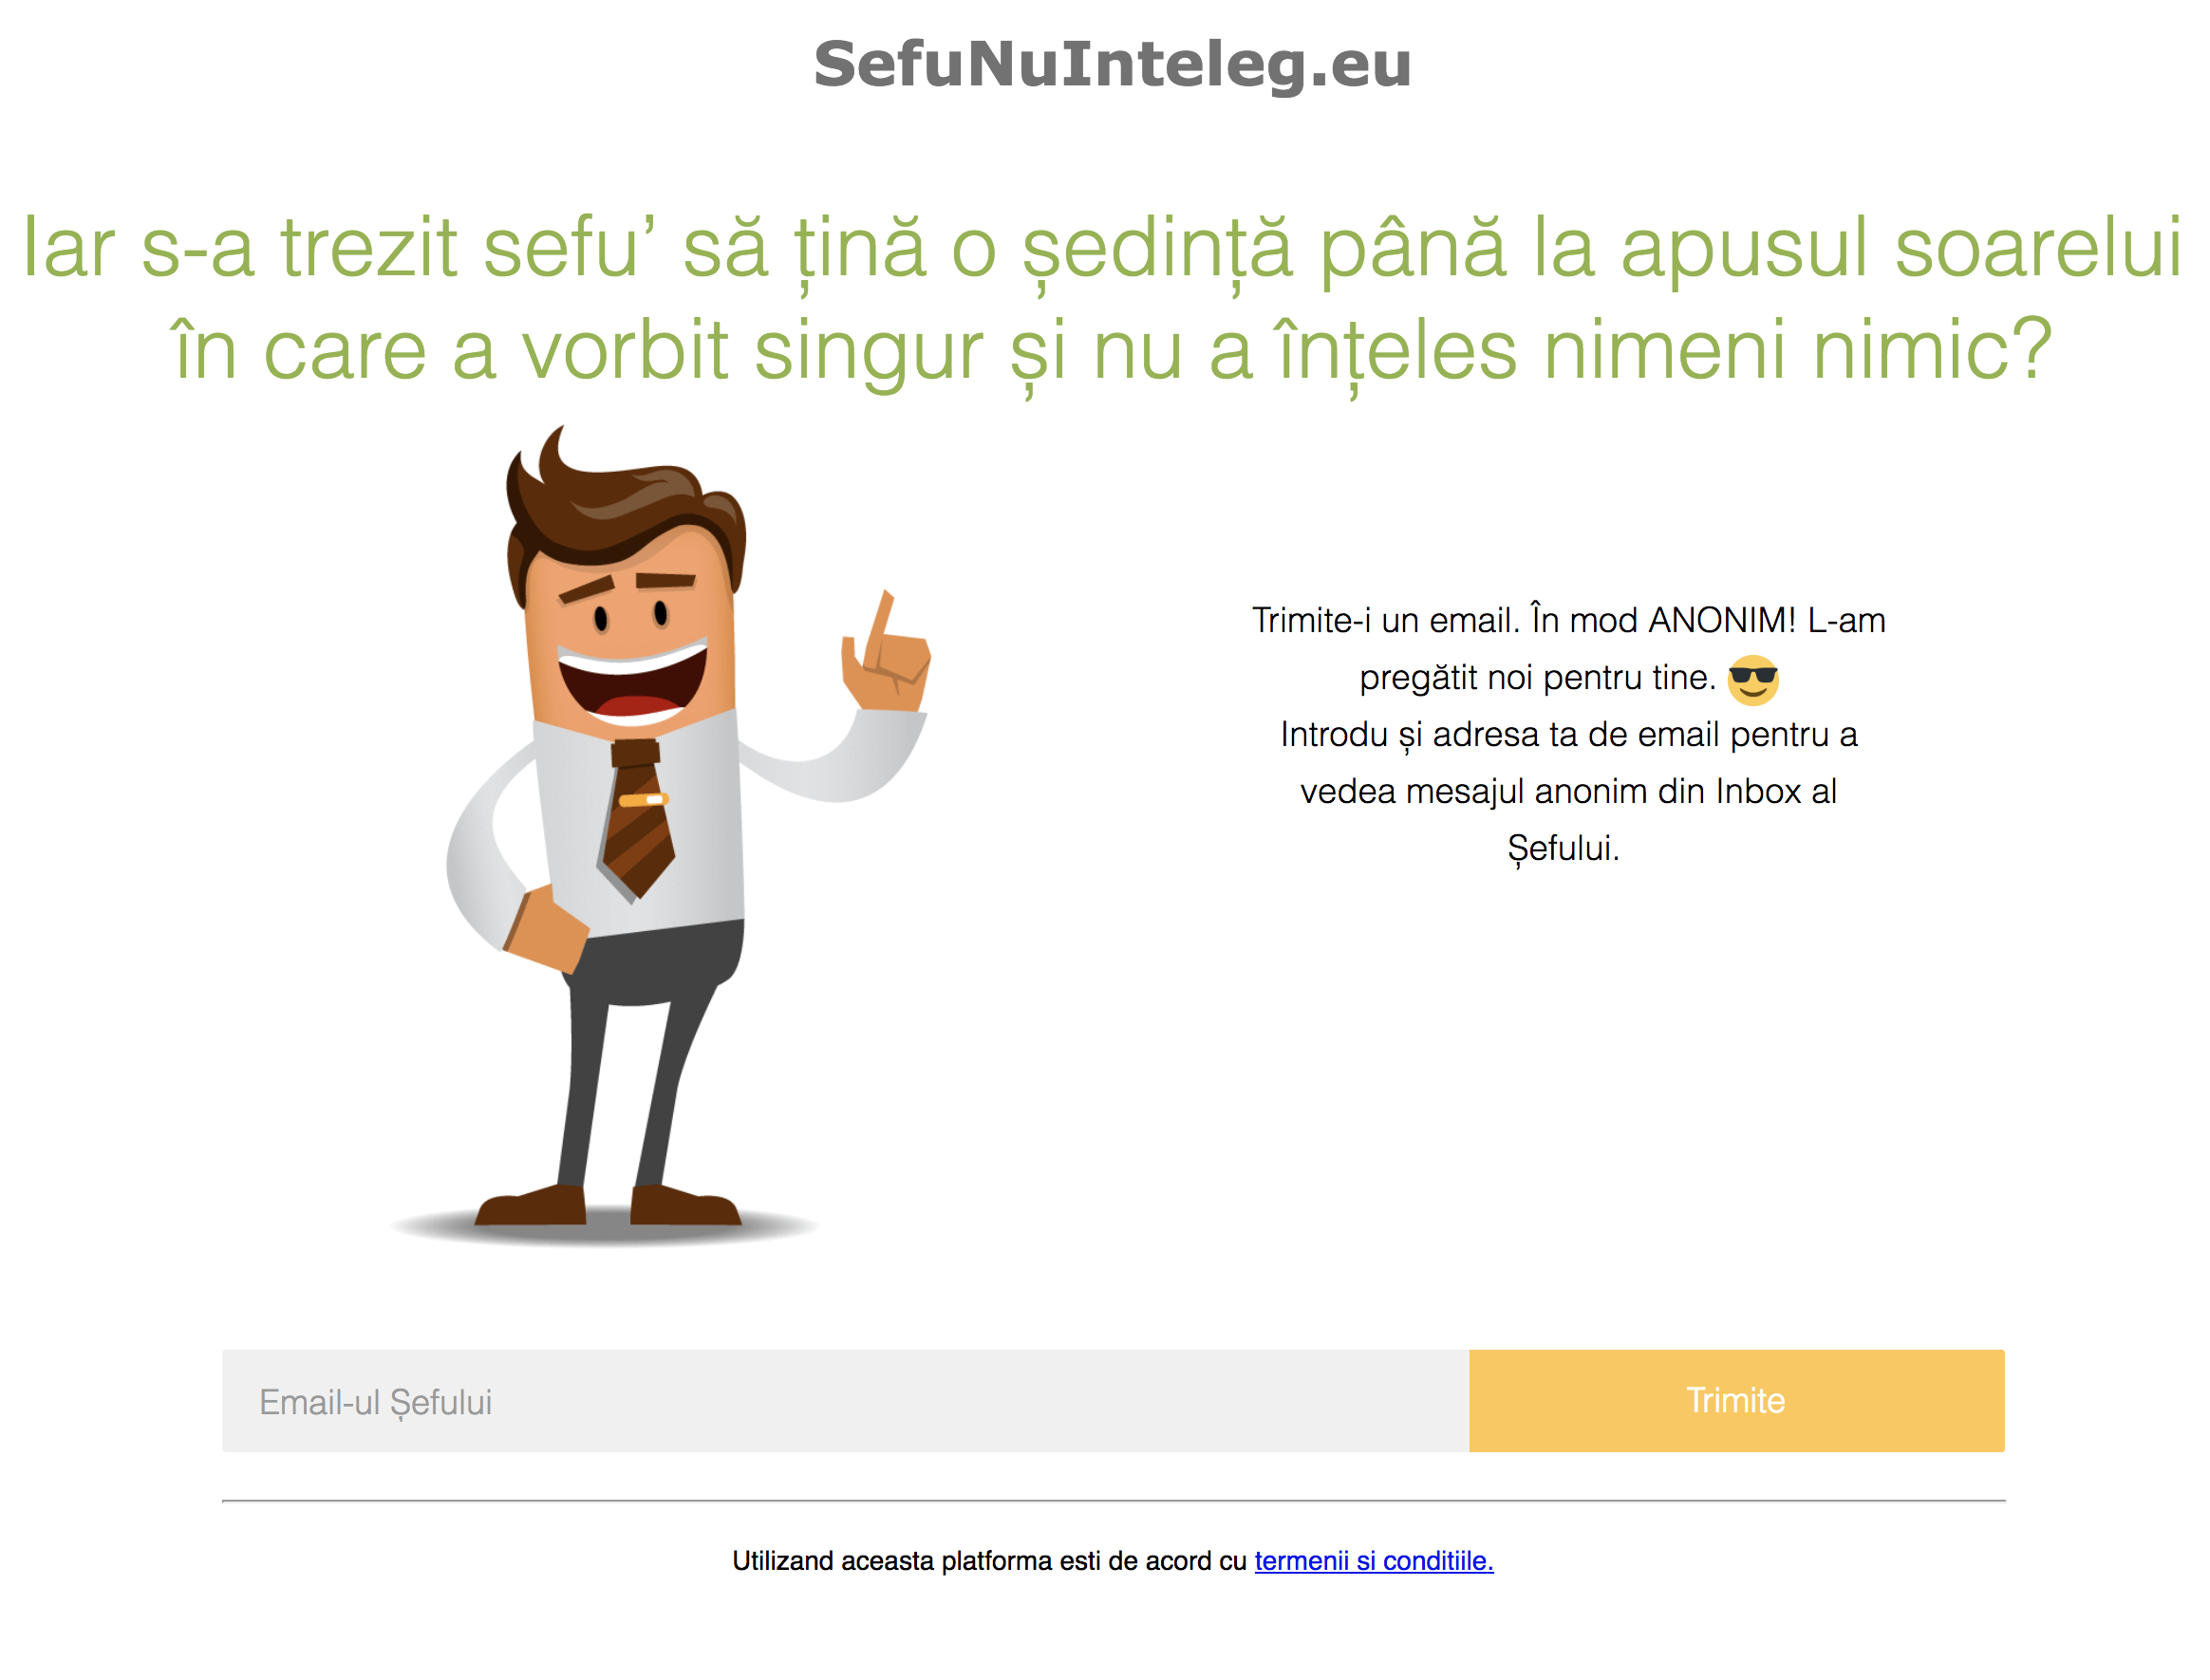 SefuNuInteleg.eu
Iar s-a trezit sefu’ să țină o ședință până la apusul soarelui
în care a vorbit singur și nu a înțeles nimeni nimic?
Trimite-i un email. În mod ANONIM! L-am
pregătit noi pentru tine. 😎
Introdu și adresa ta de email pentru a
vedea mesajul anonim din Inbox al
Șefului.
Email-ul Șefului
Trimite
Utilizand aceasta platforma esti de acord cu termenii si conditiile.